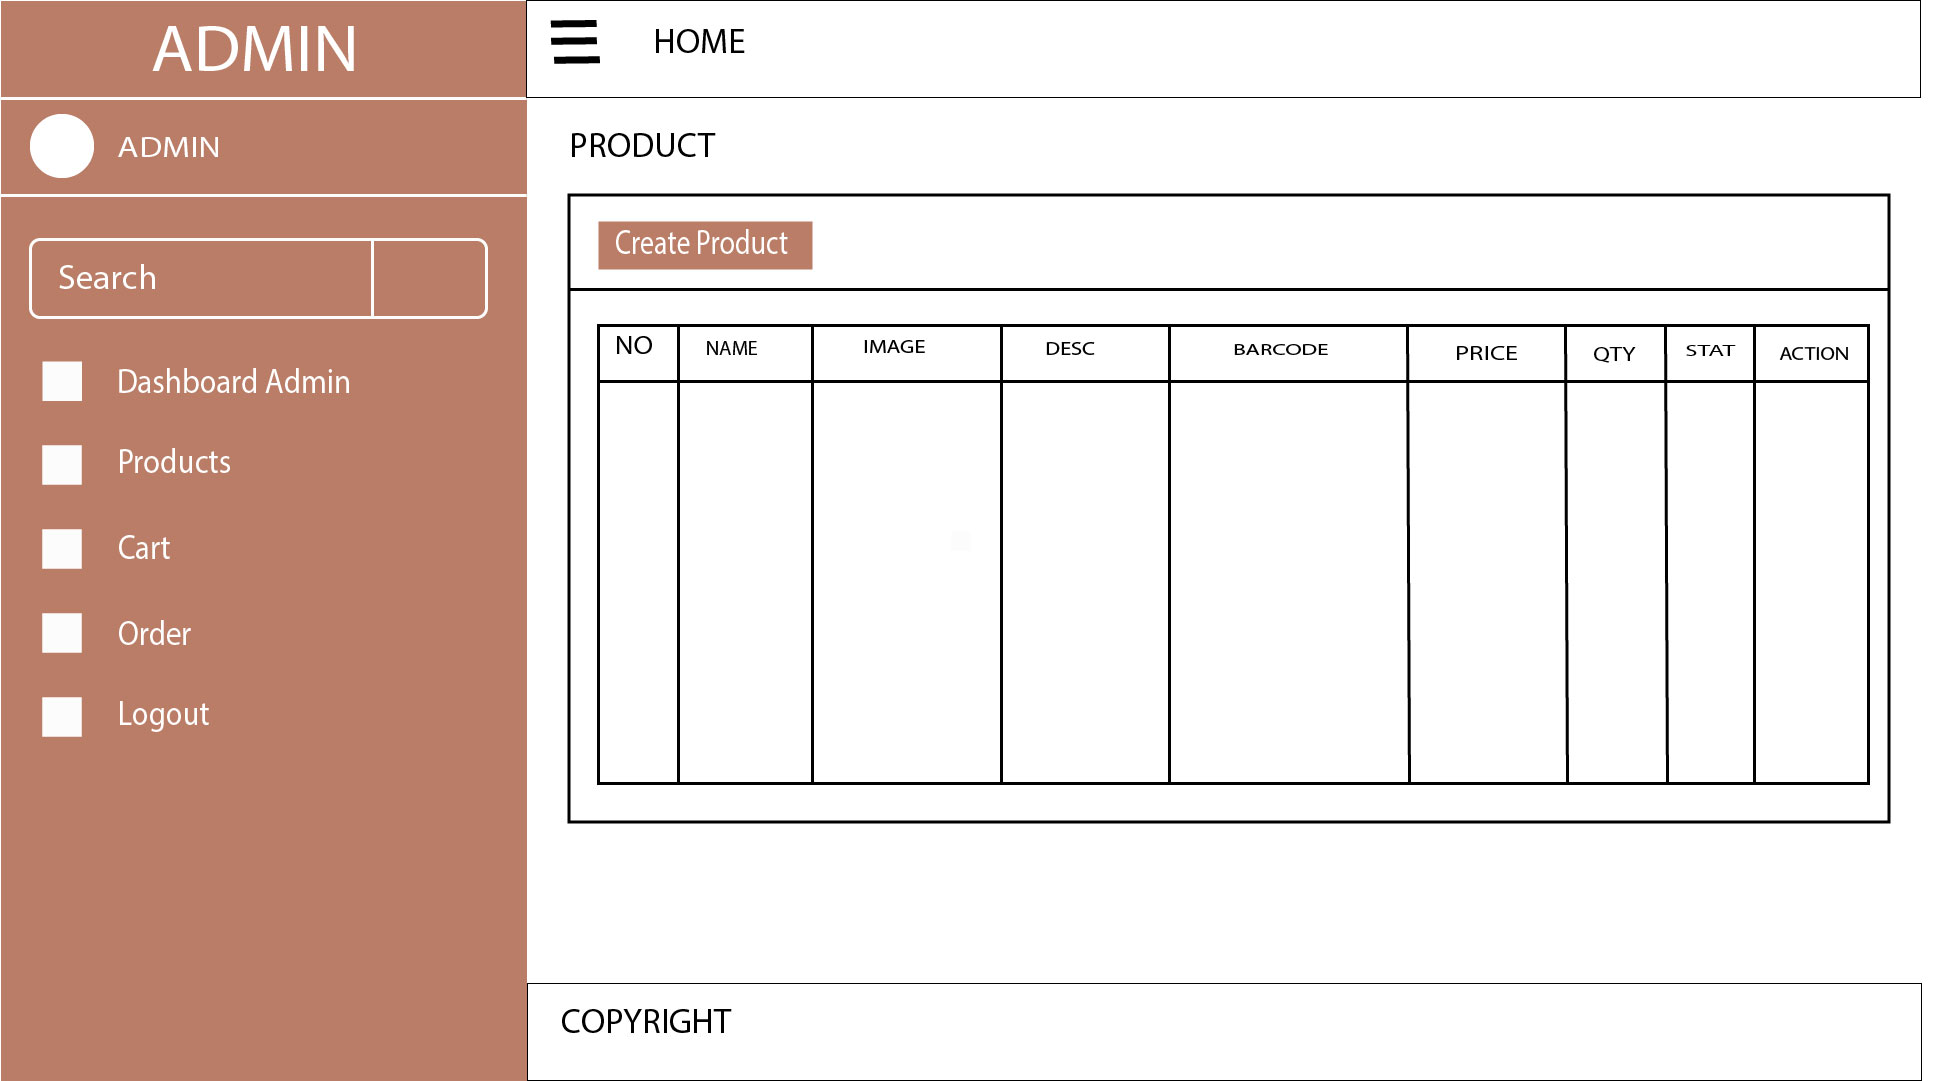 ADMIN
ADMIN
Search
Dashboard Admin
Products
Cart
Order
Logout
HOME
PRODUCT
Create Product
NO NAME IMAGE DESC BARCODE PRICE QTY STAT ACTION
COPYRIGHT